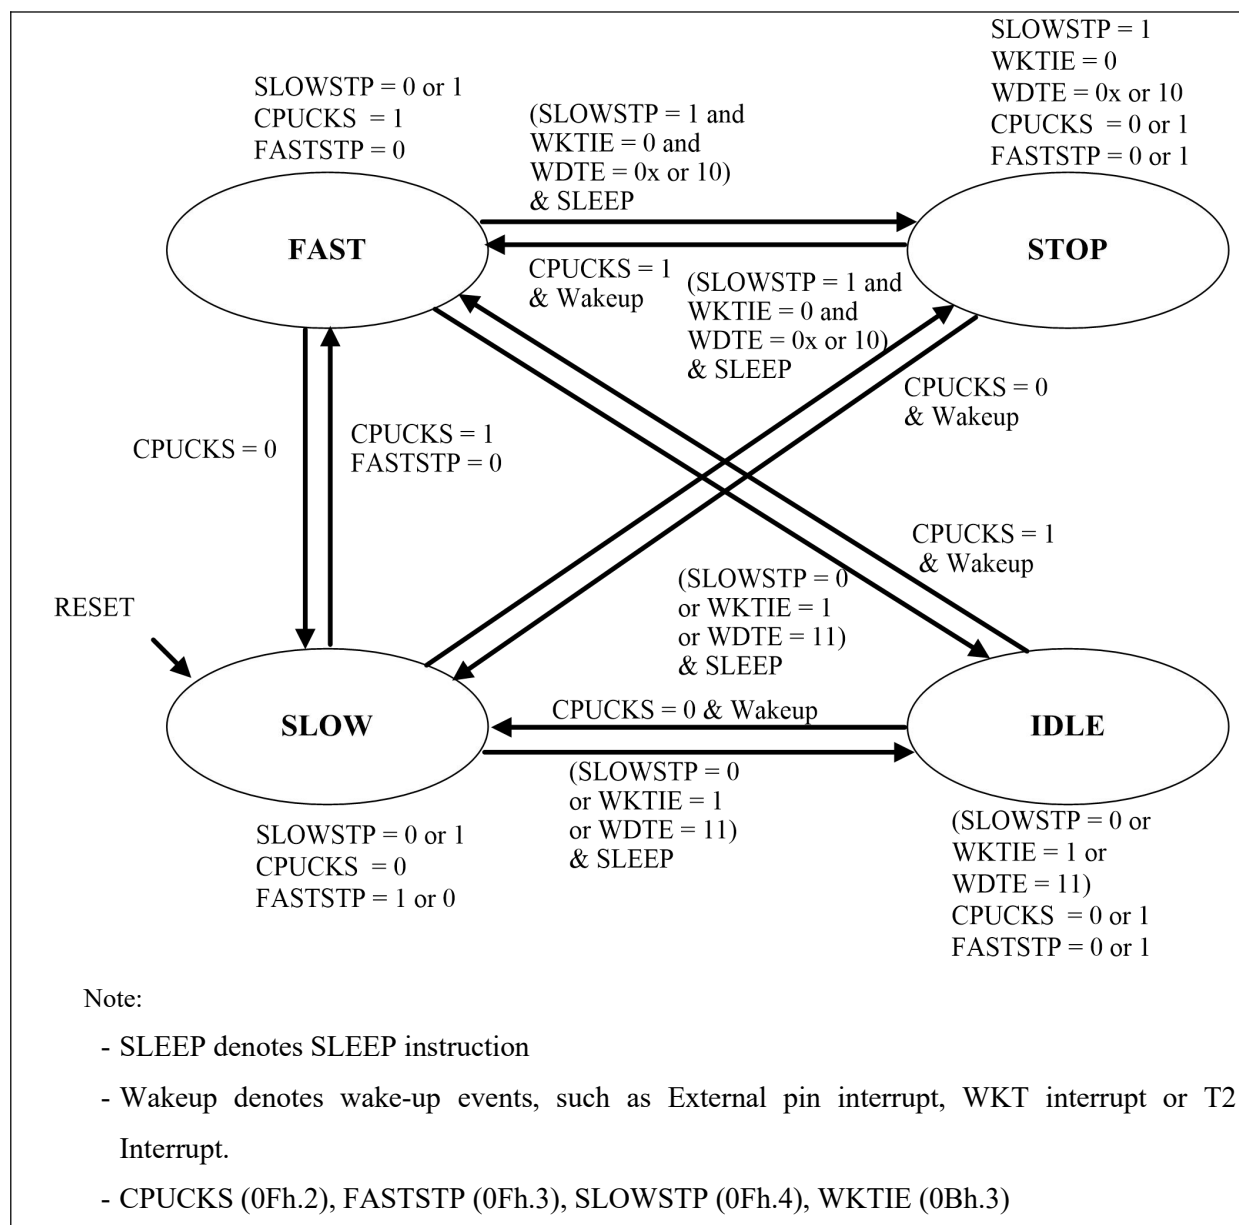 SLOWSTP = 1
WKTIE = 0
WDTE = 0x or 10
CPUCKS  = 0 or 1
FASTSTP = 0 or 1
SLOWSTP = 0 or 1
CPUCKS  = 1
FASTSTP = 0
(SLOWSTP = 1 and
WKTIE = 0 and
WDTE = 0x or 10)
& SLEEP
FAST
STOP
CPUCKS = 1
& Wakeup
(SLOWSTP = 1 and
WKTIE = 0 and
WDTE = 0x or 10)
& SLEEP
CPUCKS = 0
& Wakeup
CPUCKS = 0
CPUCKS = 1
FASTSTP = 0
CPUCKS = 1
& Wakeup
(SLOWSTP = 0
or WKTIE = 1
or WDTE = 11)
& SLEEP
RESET
SLOW
CPUCKS = 0 & Wakeup
IDLE
(SLOWSTP = 0
or WKTIE = 1
or WDTE = 11)
& SLEEP
SLOWSTP = 0 or 1
CPUCKS  = 0
FASTSTP = 1 or 0
(SLOWSTP = 0 or
WKTIE = 1 or
WDTE = 11)
CPUCKS  = 0 or 1
FASTSTP = 0 or 1
Note:
- SLEEP denotes SLEEP instruction
- Wakeup denotes wake-up events, such as External pin interrupt, WKT interrupt or T2
Interrupt.
- CPUCKS (0Fh.2), FASTSTP (0Fh.3), SLOWSTP (0Fh.4), WKTIE (0Bh.3)